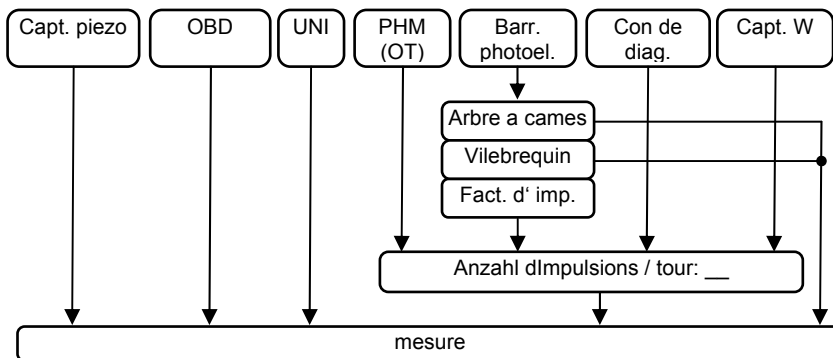 Capt. piezo
OBD
UNI
PHM
(OT)
Barr.
photoel.
Con de
diag.
Capt. W
Arbre a cames
Vilebrequin
Fact. d‘ imp.
Anzahl dImpulsions / tour: __
mesure